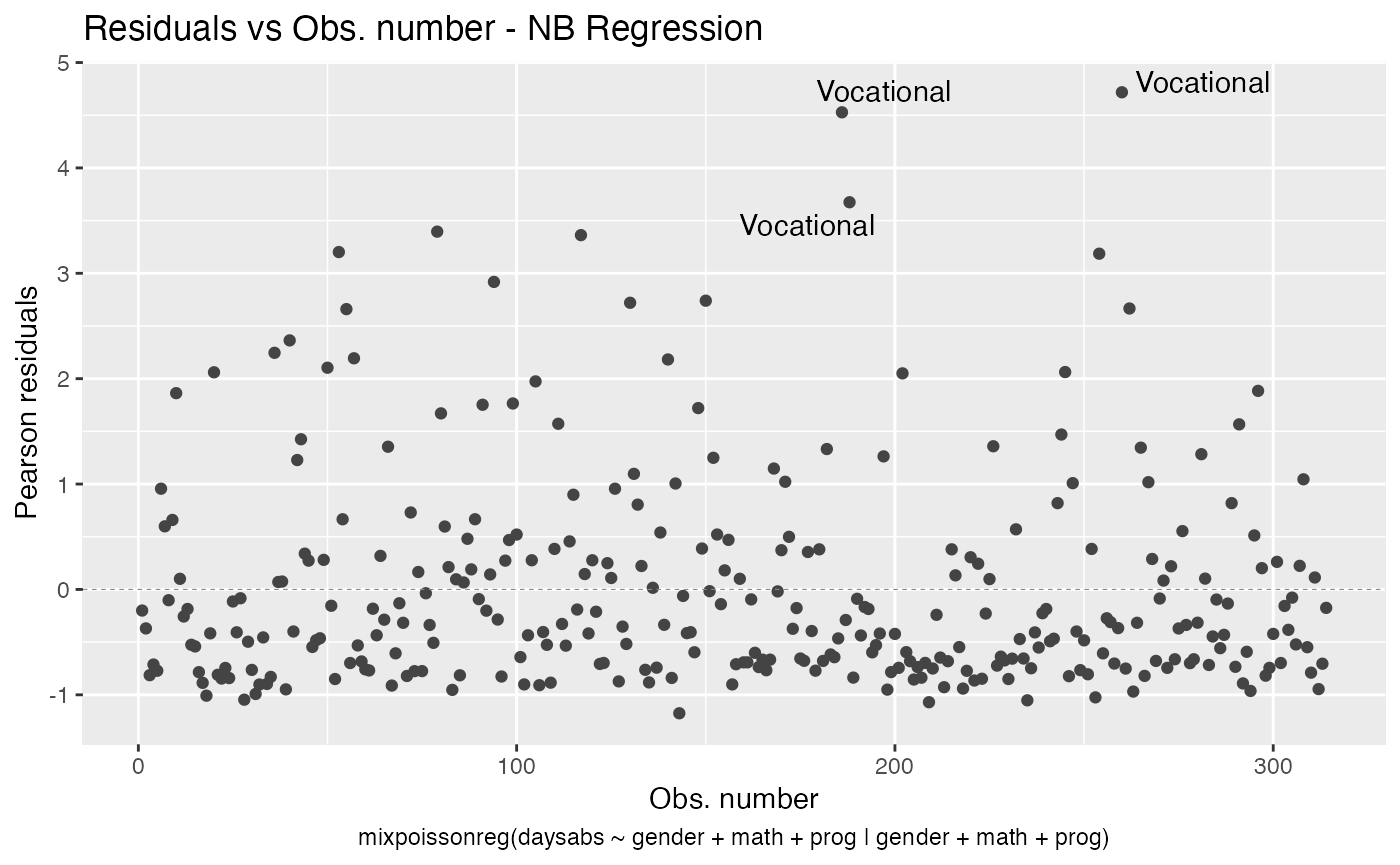 Residuals vs Obs. number - NB Regression
5
4
3
2
1
0
-1
Pearson residuals
Vocational
Vocational
Vocational
0
100
200
300
Obs. number
mixpoissonreg(daysabs ~ gender + math + prog | gender + math + prog)